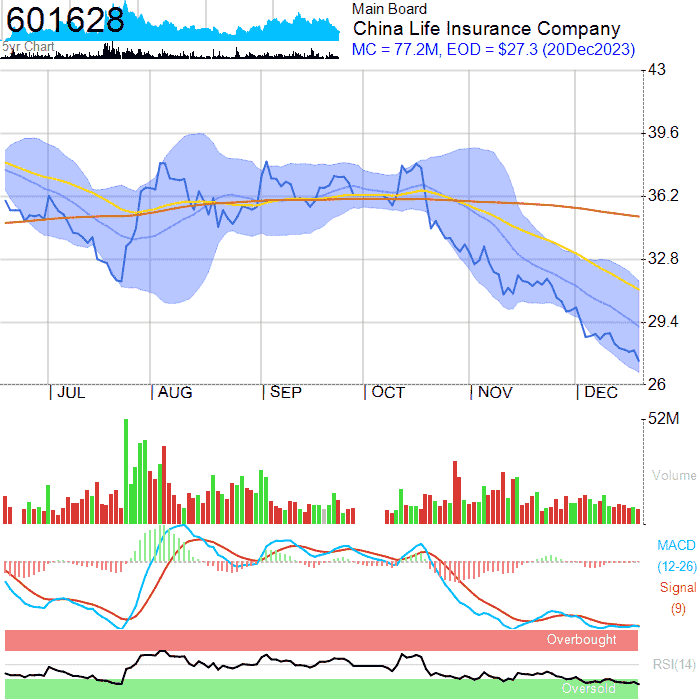 601628
5yr Chart
Main Board
China Life Insurance Company
MC = 77.2M, EOD = $27.3 (20Dec2023)
43
39.6
36.2
32.8
29.4
26
JUL AUG SEP OCT NOV DEC
52M
Volume
MACD
(12-26)
Signal
(9)
Overbought
RSI(14)
Oversold